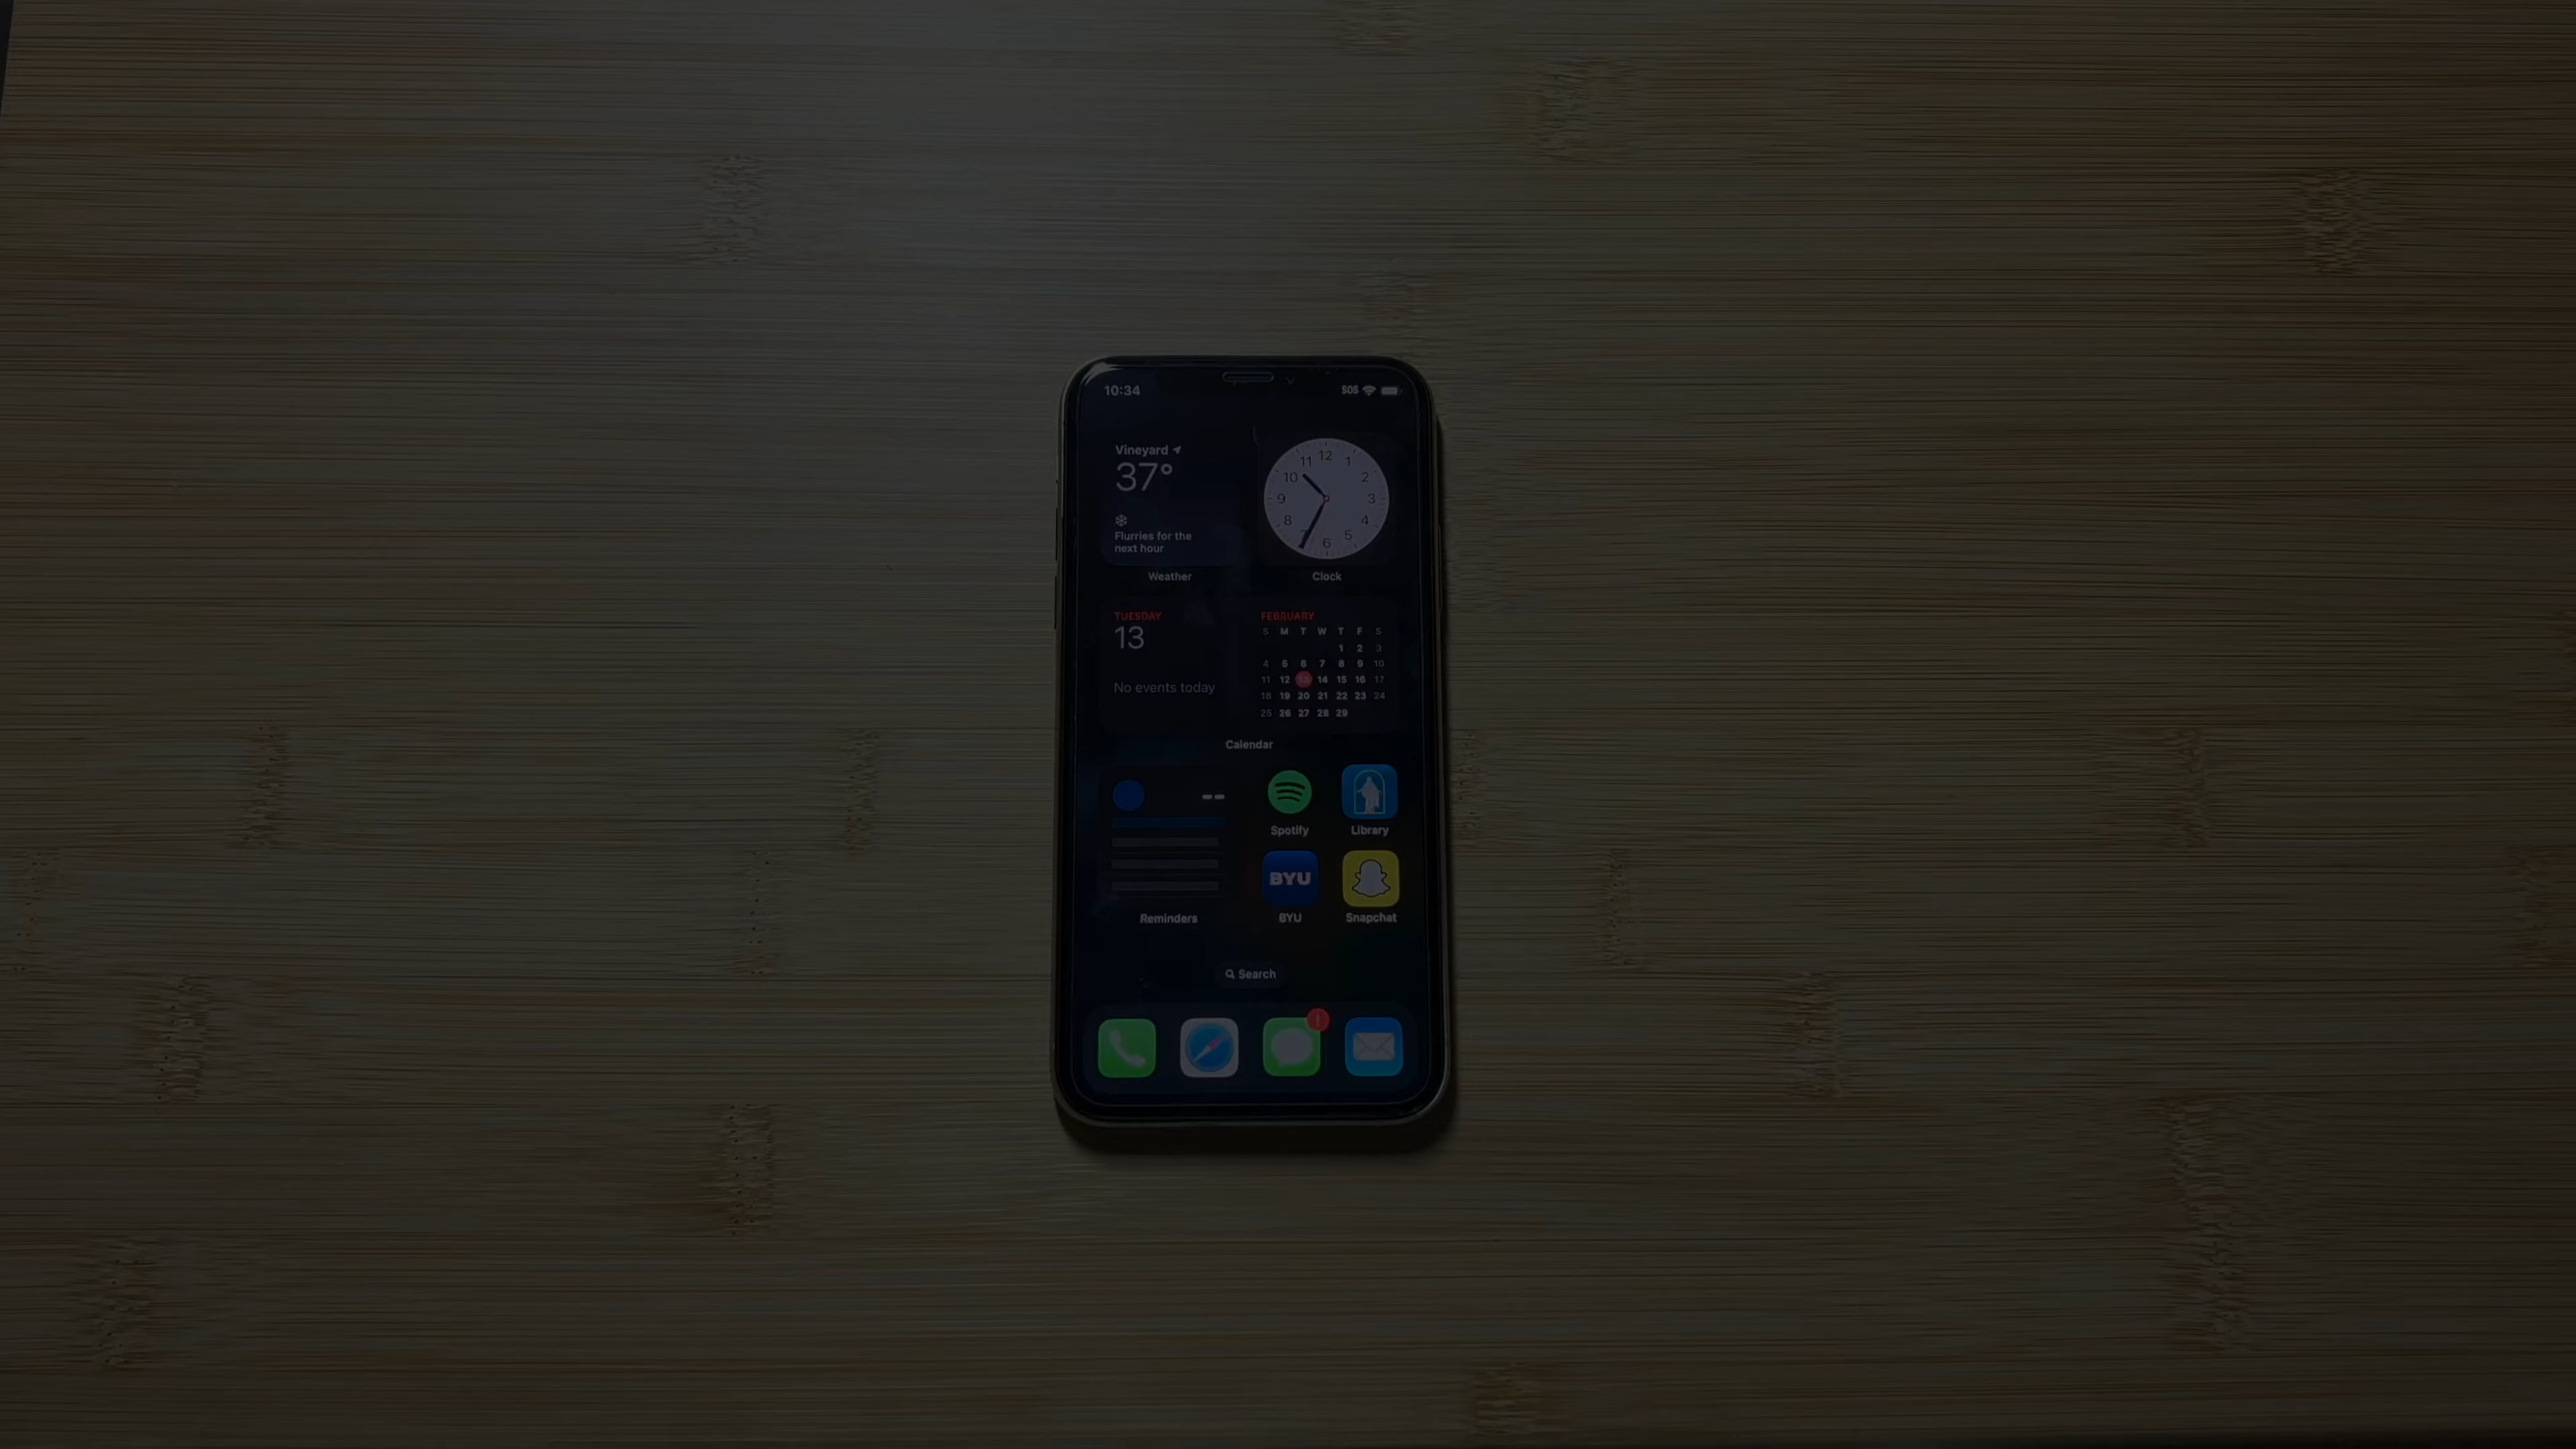 10:34 SOS
Vineyard
37°
Flurries for the
next hour
Weather
12
11 1
10 2
9 3
8 4
7 5
6
Clock
TUESDAY
13
No events today
FEBRUARY
S M T W T F S
1 2 3
4 5 6 7 8 9 10
11 12 13 14 15 16 17
18 19 20 21 22 23 24
25 26 27 28 29
Calendar
--
Reminders
Spotify
Library
BYU
BYU
Snapchat
Search
!